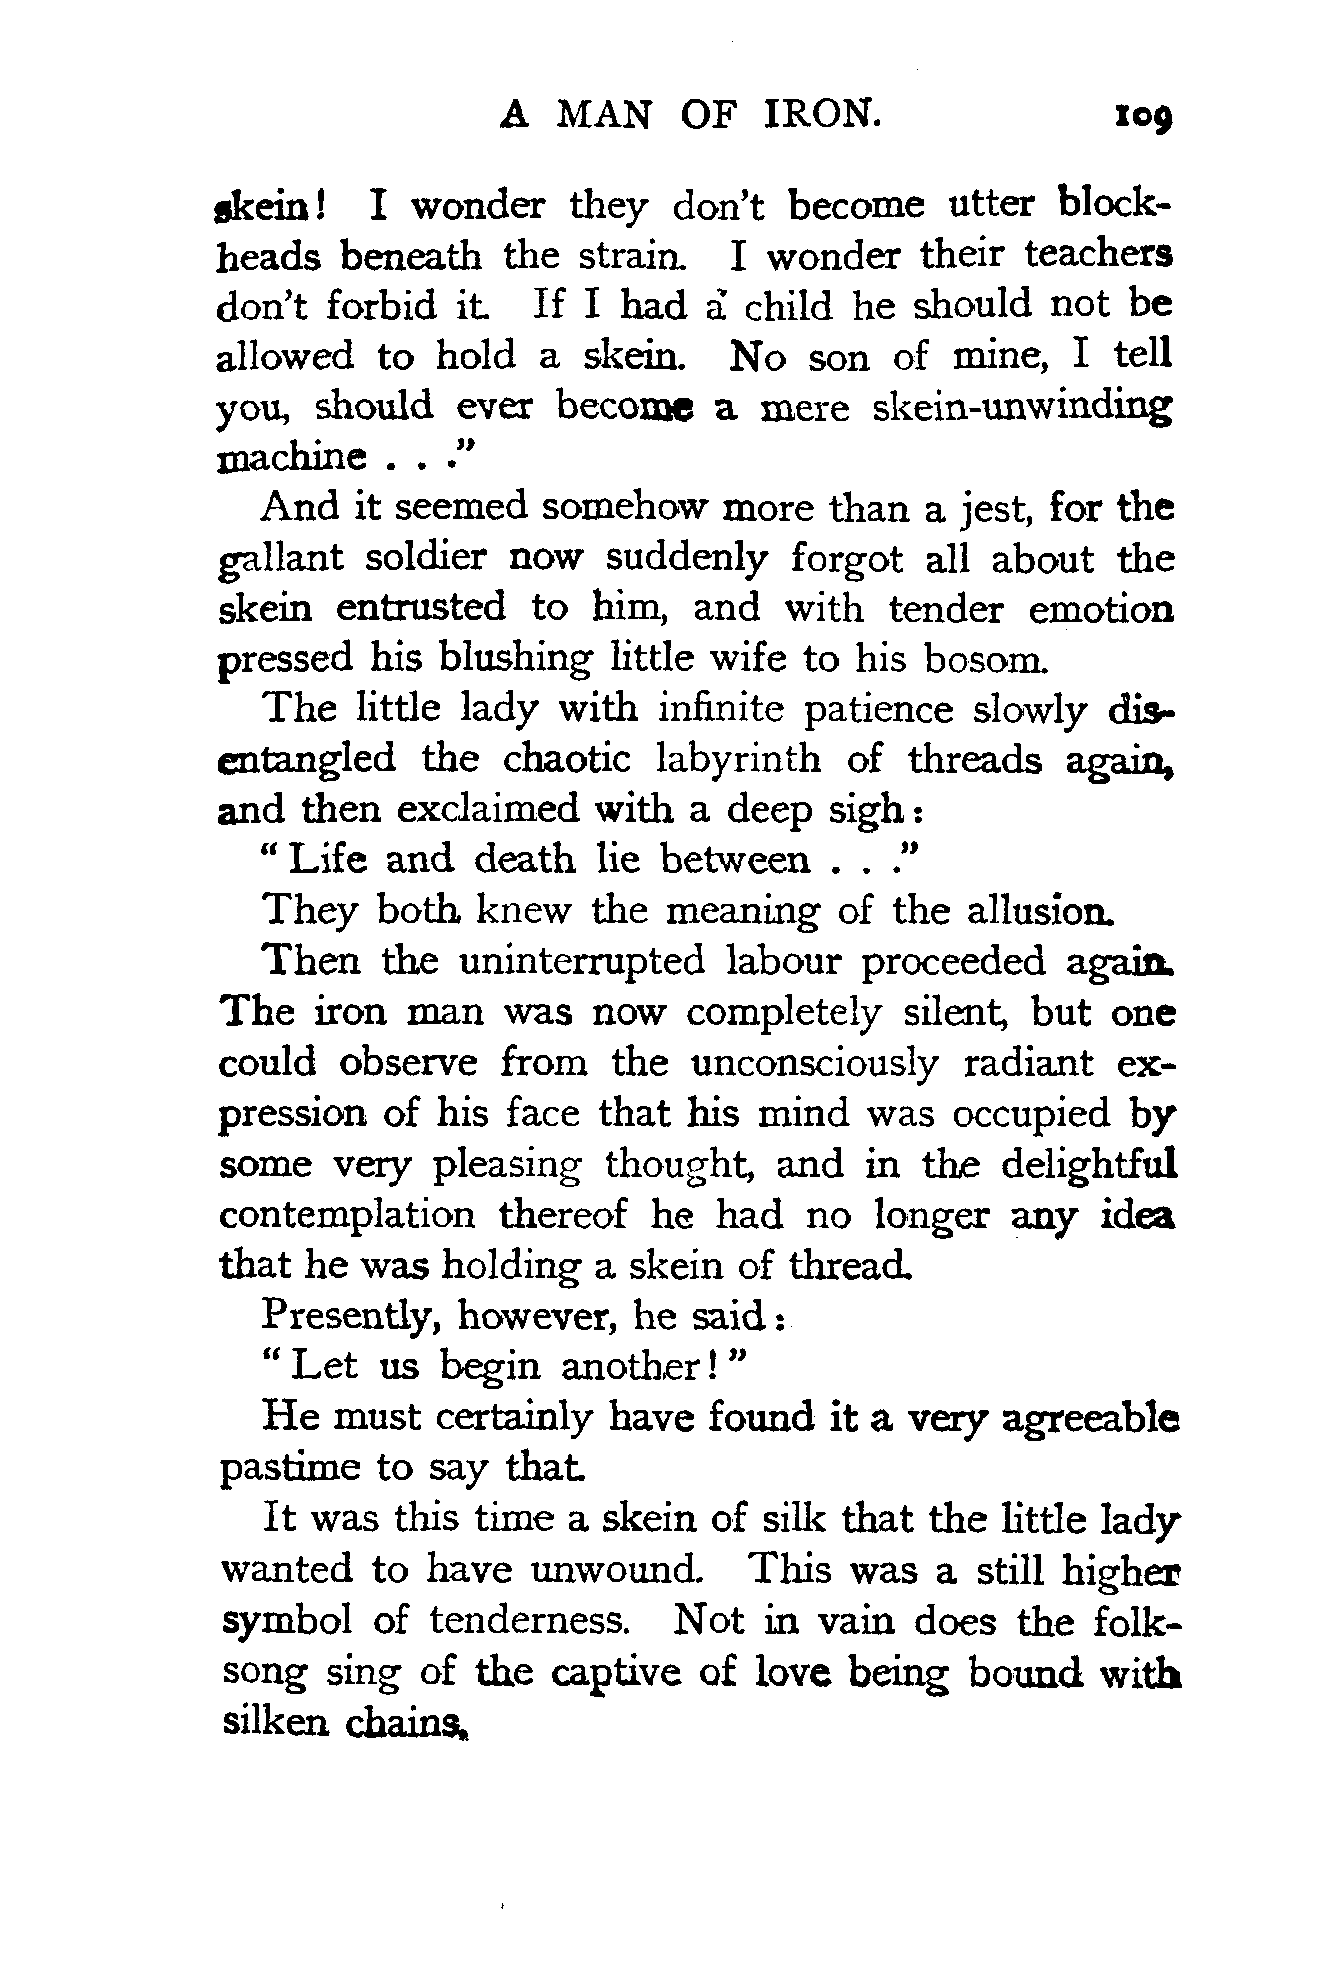 A MAN OF IRON. 109
skein! I wonder they don't become utter block-
heads beneath the strain. I wonder their teachers
don't forbid it. If I had a child he should not be
allowed to hold a skein. No son of mine, I tell
you, should ever become a mere skein-unwinding
machine . . ."
And it seemed somehow more than a jest, for the
gallant soldier now suddenly forgot all about the
skein entrusted to him, and with tender emotion
pressed his blushing little wife to his bosom.
The little lady with infinite patience slowly dis-
entangled the chaotic labyrinth of threads again,
and then exclaimed with a deep sigh:
"Life and death lie between . . ."
They both knew the meaning of the allusion.
Then the uninterrupted labour proceeded again.
The iron man was now completely silent, but one
could observe from the unconsciously radiant ex-
pression of his face that his mind was occupied by
some very pleasing thought, and in the delightful
contemplation thereof he had no longer any idea
that he was holding a skein of thread.
Presently, however, he said:
"Let us begin another!"
He must certainly have found it a very agreeable
pastime to say that.
It was this time a skein of silk that the little lady
wanted to have unwound. This was a still higher
symbol of tenderness. Not in vain does the folk-
song sing of the captive of love being bound with
silken chains.